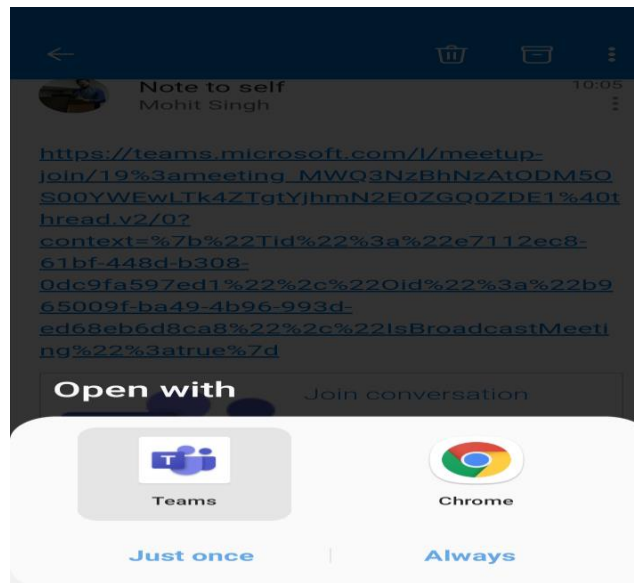 Note to self
10:05
Mohit Singh
https://teams.microsoft.com/l/meetup-
join/19%3ameeting_MWQ3NzBhNzAtODM5O
S00YWEwLTk4ZTgtYjhmN2E0ZGQ0ZDE1%40t
hread.v2/0?
context=%7b%22Tid%22%3a%22e7112ec8-
61bf-448d-b308-
0dc9fa597ed1%22%2c%22Oid%22%3a%22b9
65009f-ba49-4b96-993d-
ed68eb6d8ca8%22%2c%22IsBroadcastMeeti
ng%22%3atrue%7d
Open with
Join conversation
T
Teams
Chrome
Just once
Always